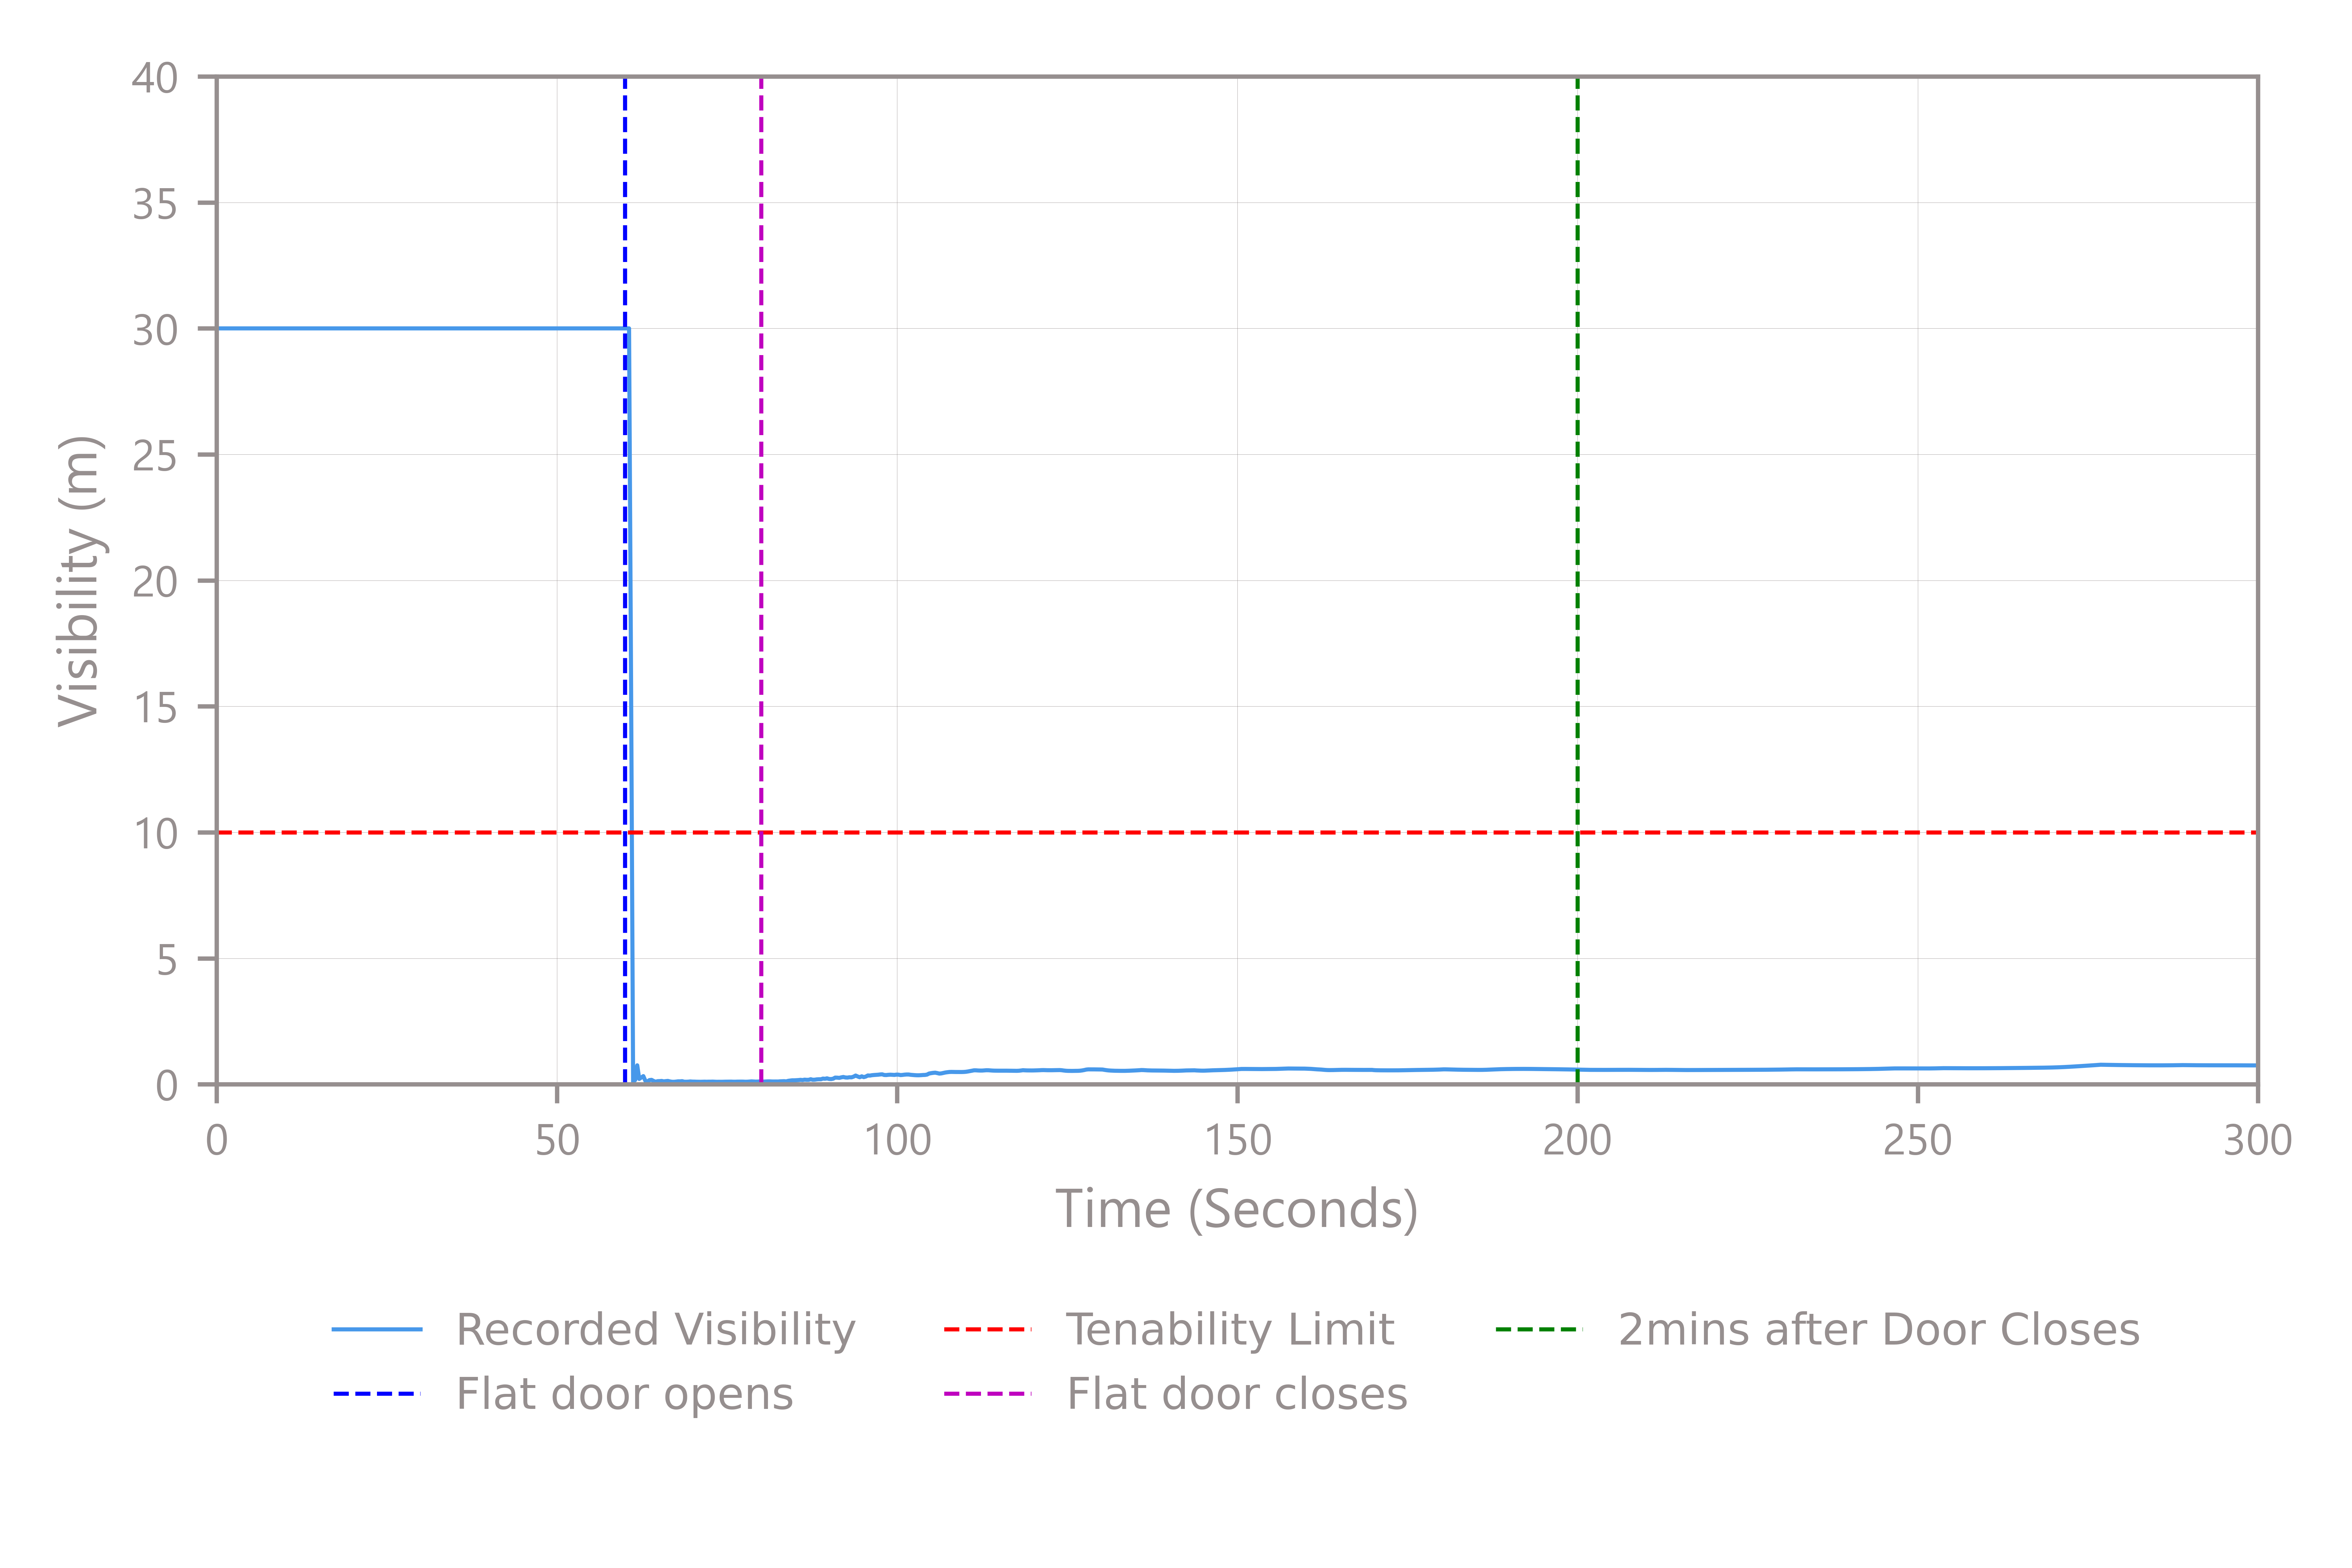 40
35
30
25
20
15
10
5
0
Visibility (m)
0 50 100 150 200 250 300
Time (Seconds)
Recorded Visibility Tenability Limit 2mins after Door Closes
Flat door opens Flat door closes